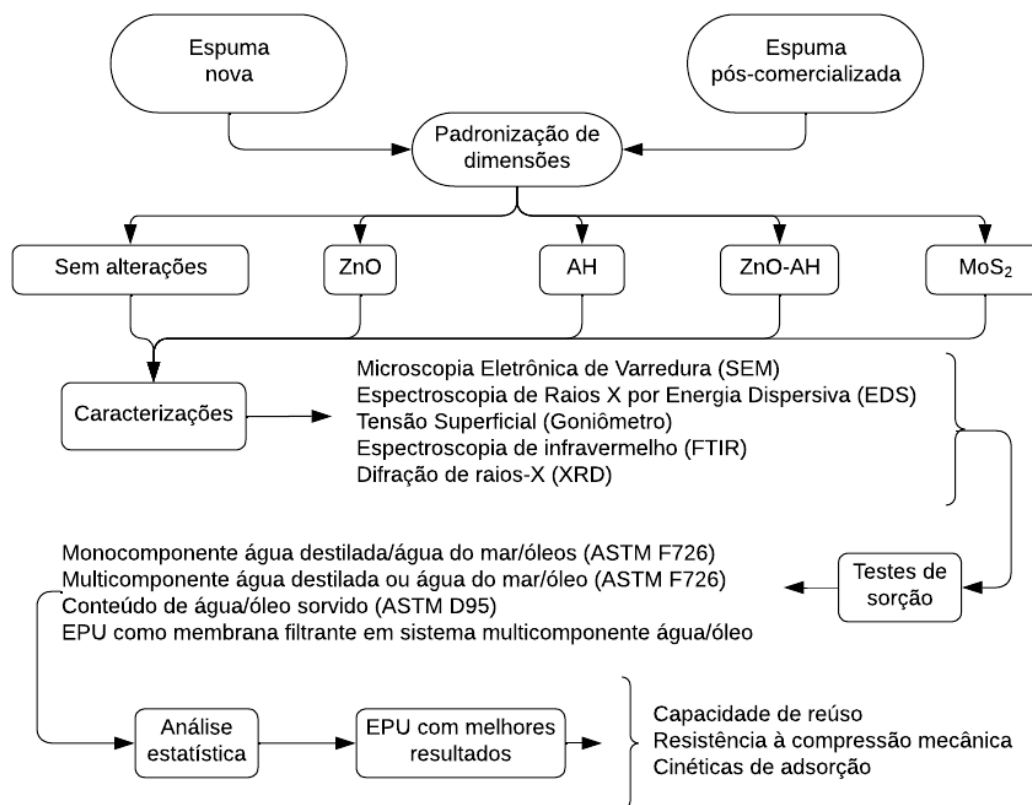 Espuma
nova
Espuma
pós-comercializada
Padronização de
dimensões
Sem alterações
ZnO
AH
ZnO-AH
MoS₂
Caracterizações
Microscopia Eletrônica de Varredura (SEM)
Espectroscopia de Raios X por Energia Dispersiva (EDS)
Tensão Superficial (Goniômetro)
Espectroscopia de infravermelho (FTIR)
Difração de raios-X (XRD)
Monocomponente água destilada/água do mar/óleos (ASTM F726)
Multicomponente água destilada ou água do mar/óleo (ASTM F726)
Conteúdo de água/óleo sorvido (ASTM D95)
EPU como membrana filtrante em sistema multicomponente água/óleo
Testes de
sorção
Análise
estatística
EPU com melhores
resultados
Capacidade de reúso
Resistência à compressão mecânica
Cinéticas de adsorção